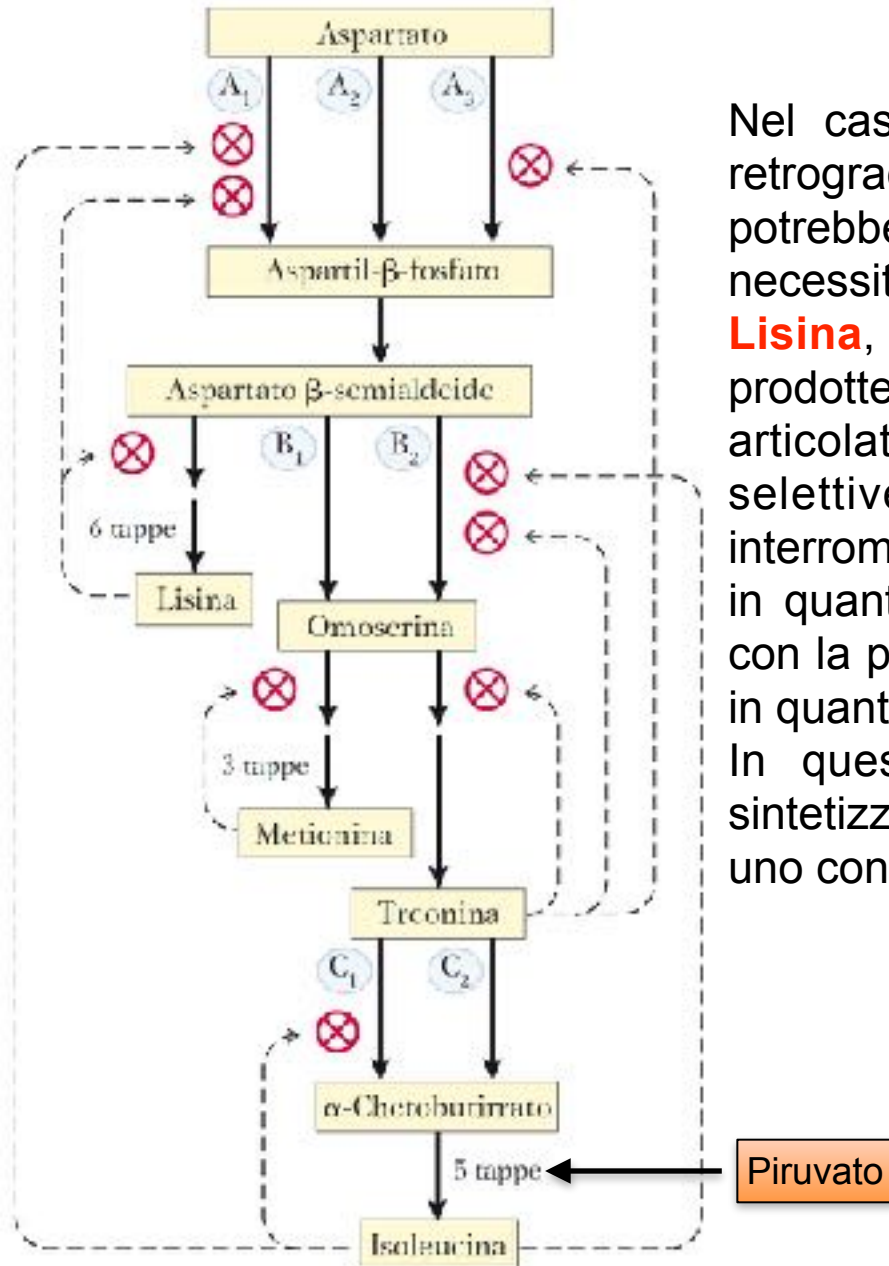 Aspartato
A1 A2 A3
Aspartil-β-fosfato
Aspartato β-semialdeide
B1 B2
6 tappe
Lisina
Omoserina
3 tappe
Metionina
Treonina
C1 C2
α-Chetobutirrato
5 tappe
Isoleucina
Piruvato
Nel cas
retrograd
potrebbe
necessit
Lisina,
prodotte
articolat
selettive
interrom
in quant
con la p
in quant
In ques
sintetizz
uno con